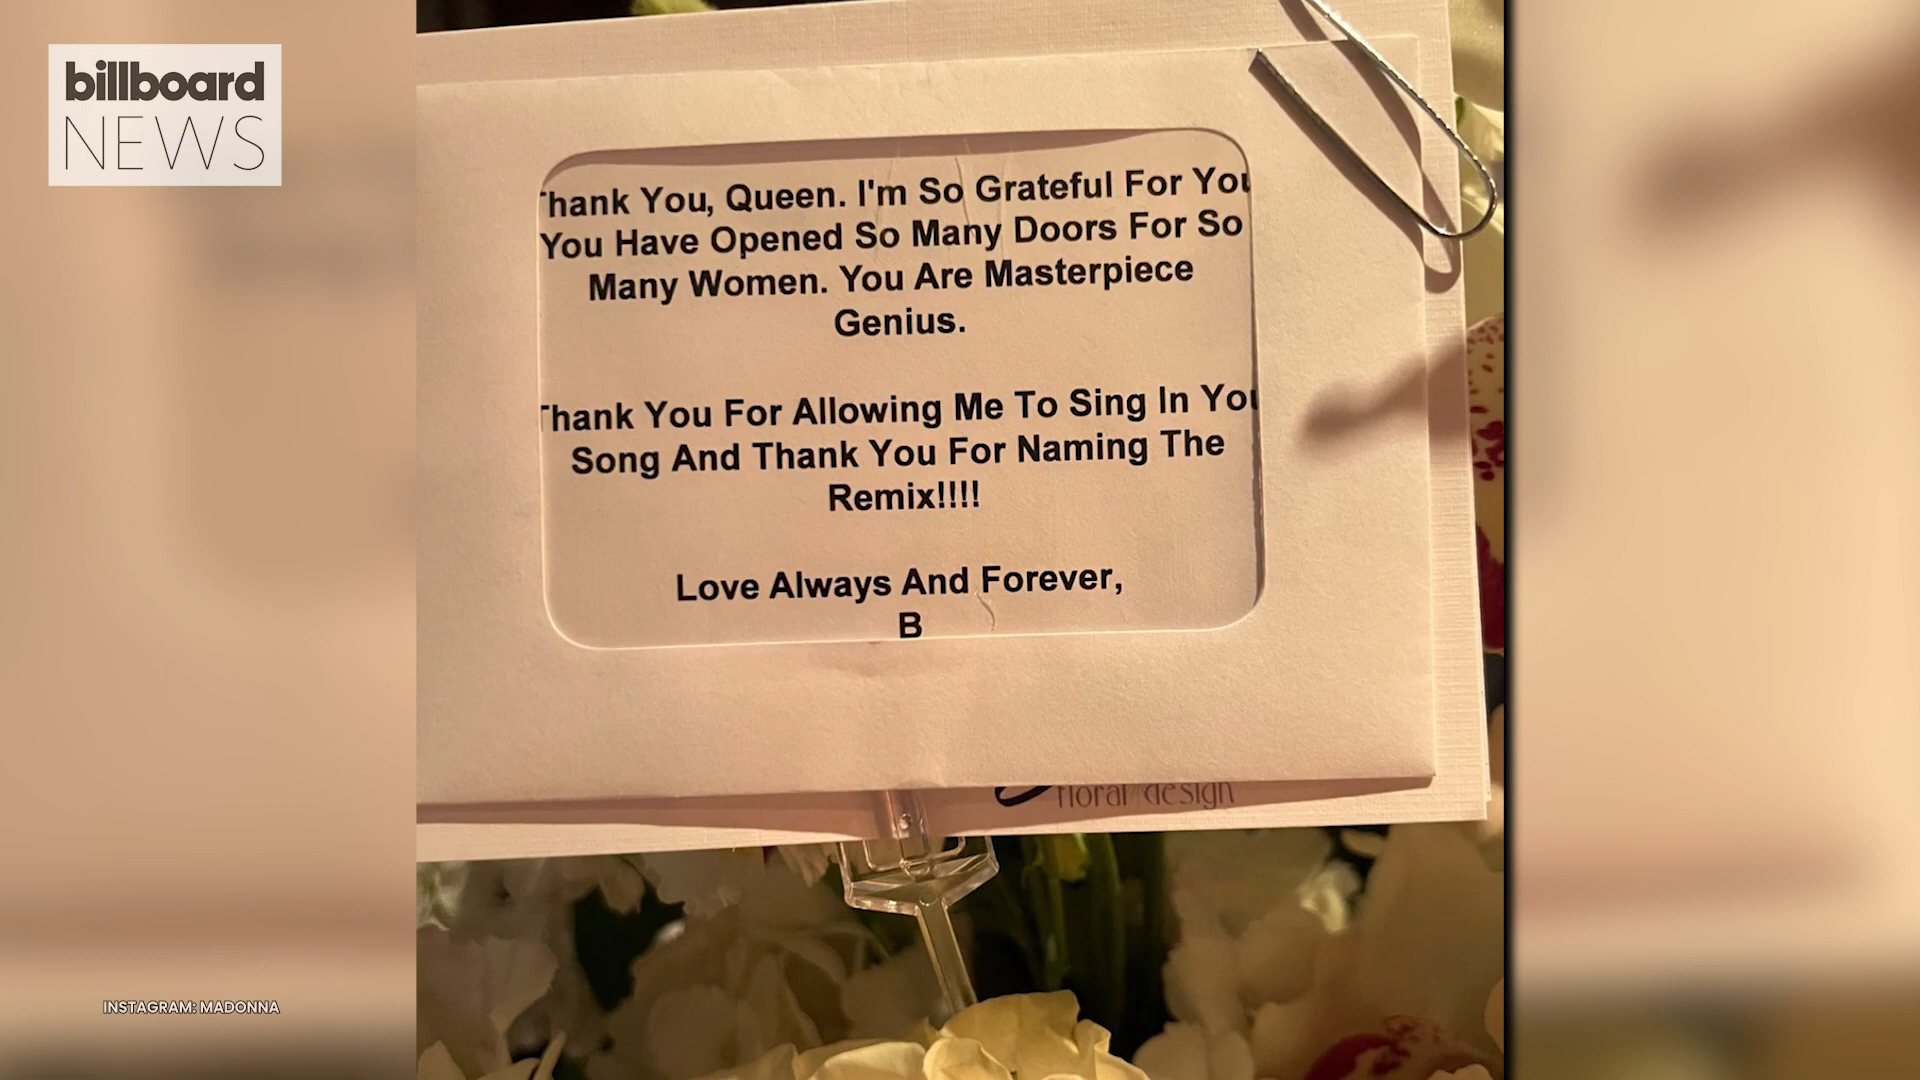 billboard
NEWS
Thank You, Queen. I'm So Grateful For You
You Have Opened So Many Doors For So
Many Women. You Are Masterpiece
Genius.
Thank You For Allowing Me To Sing In You
Song And Thank You For Naming The
Remix!!!!
Love Always And Forever,
B
floral design
INSTAGRAM: MADONNA